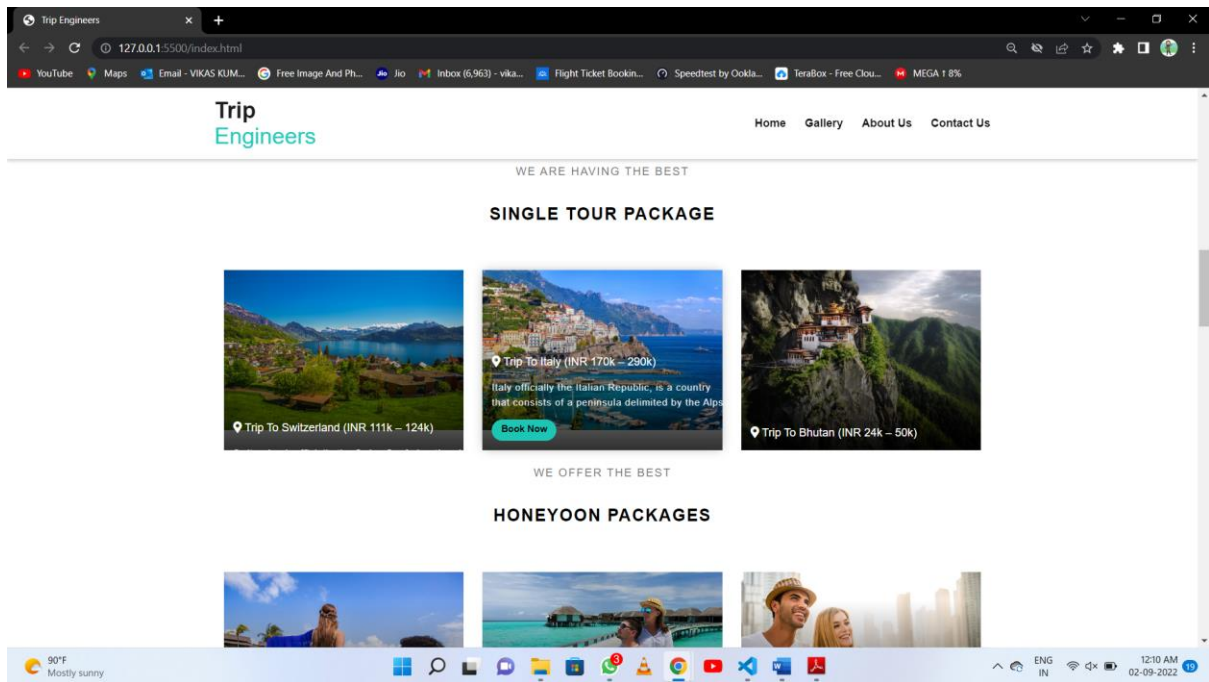 Trip Engineers
127.0.0.1:5500/index.html
YouTube Maps Email - VIKAS KUM... Free Image And Ph... Jio Inbox (6,963) - vika... Flight Ticket Bookin... Speedtest by Ookla... TeraBox - Free Clou... MEGA 1 8%
Trip
Engineers
Home Gallery About Us Contact Us
WE ARE HAVING THE BEST
SINGLE TOUR PACKAGE
Trip To Switzerland (INR 111k – 124k)
Trip To Italy (INR 170k – 290k)
Italy officially the Italian Republic, is a country
that consists of a peninsula delimited by the Alps
Book Now
Trip To Bhutan (INR 24k – 50k)
WE OFFER THE BEST
HONEYOON PACKAGES
90°F
Mostly sunny
3
ENG
IN
12:10 AM
02-09-2022
19